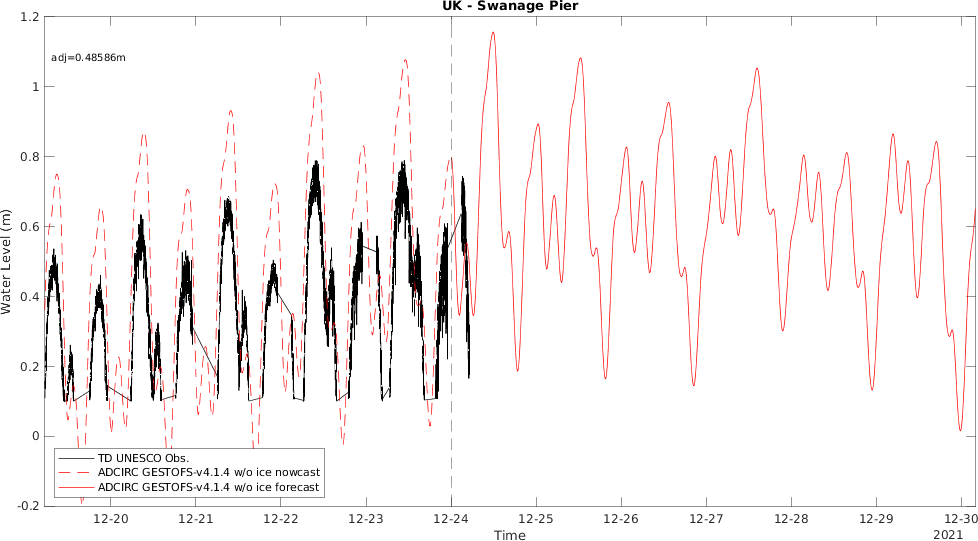 UK - Swanage Pier
adj=0.48586m
1.2
1
0.8
0.6
0.4
0.2
0
-0.2
Water Level (m)
TD UNESCO Obs.
ADCIRC GESTOFS-v4.1.4 w/o ice nowcast
ADCIRC GESTOFS-v4.1.4 w/o ice forecast
12-20 12-21 12-22 12-23 12-24 12-25 12-26 12-27 12-28 12-29 12-30
Time
2021